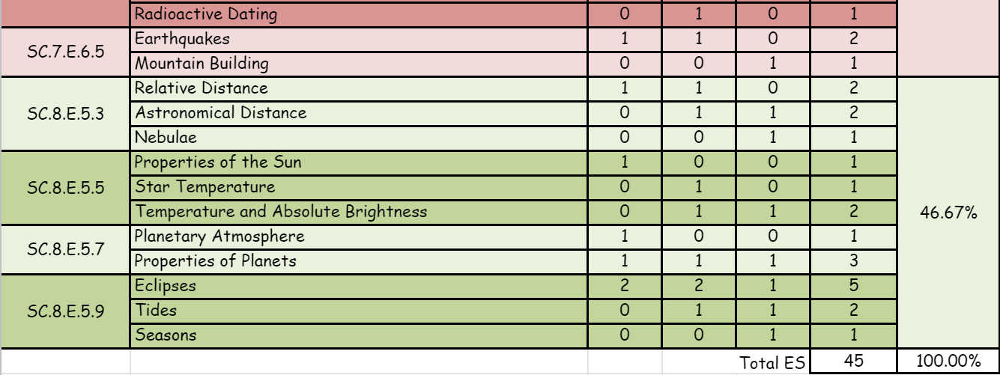 Radioactive Dating 0 1 0 1
SC.7.E.6.5
Earthquakes 1 1 0 2
Mountain Building 0 0 1 1
SC.8.E.5.3
Relative Distance 1 1 0 2
Astronomical Distance 0 1 1 2
Nebulae 0 0 1 1
SC.8.E.5.5
Properties of the Sun 1 0 0 1
Star Temperature 0 1 0 1
Temperature and Absolute Brightness 0 1 1 2
46.67%
SC.8.E.5.7
Planetary Atmosphere 1 0 0 1
Properties of Planets 1 1 1 3
SC.8.E.5.9
Eclipses 2 2 1 5
Tides 0 1 1 2
Seasons 0 0 1 1
Total ES 45 100.00%